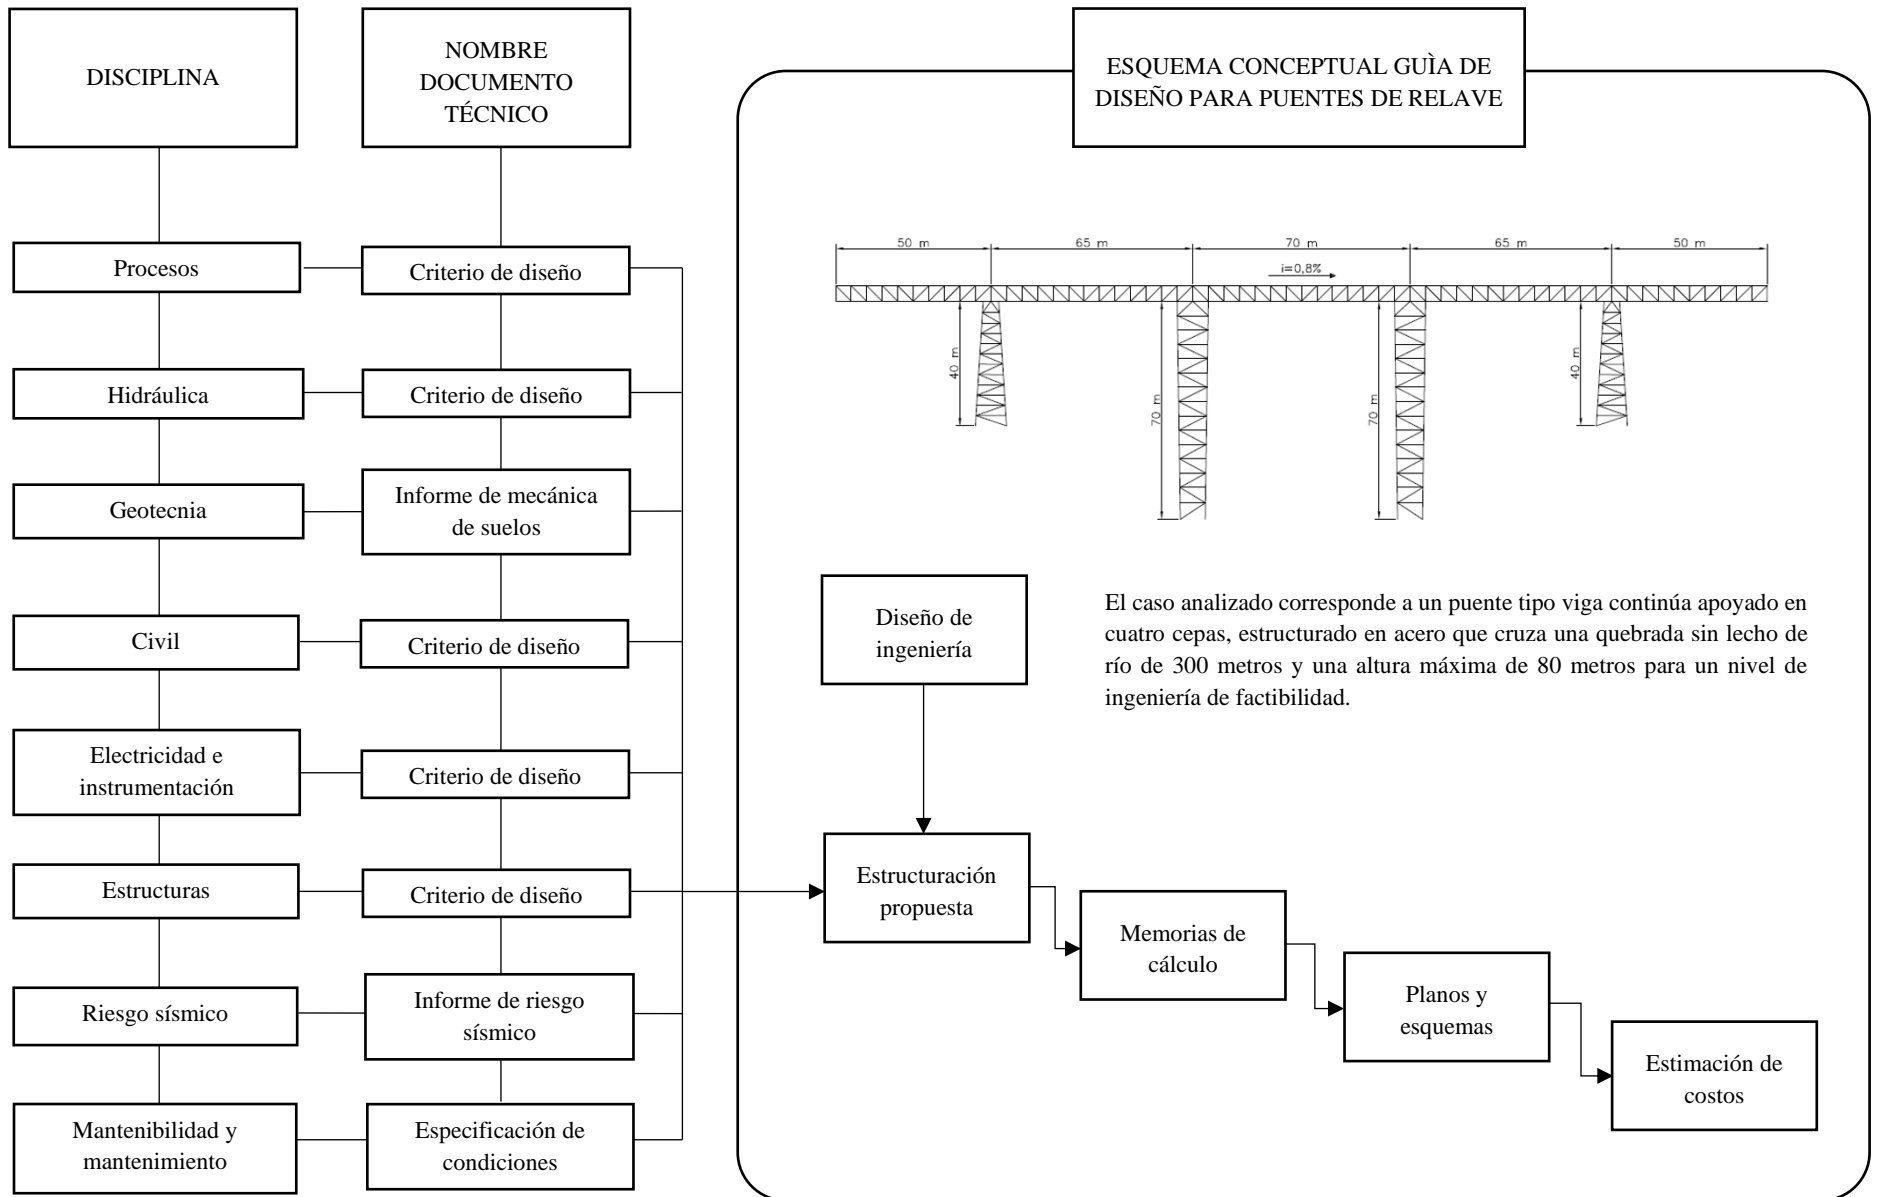 DISCIPLINA
NOMBRE
DOCUMENTO
TÉCNICO
Procesos
Criterio de diseño
Hidráulica
Criterio de diseño
Geotecnia
Informe de mecánica
de suelos
Civil
Criterio de diseño
Electricidad e
instrumentación
Criterio de diseño
Estructuras
Criterio de diseño
Riesgo sísmico
Informe de riesgo
sísmico
Mantenibilidad y
mantenimiento
Especificación de
condiciones
ESQUEMA CONCEPTUAL GUÌA DE
DISEÑO PARA PUENTES DE RELAVE
50 m
65 m
70 m
65 m
50 m
i=0,8%
40 m
70 m
70 m
40 m
Diseño de
ingeniería
El caso analizado corresponde a un puente tipo viga continúa apoyado en
cuatro cepas, estructurado en acero que cruza una quebrada sin lecho de
río de 300 metros y una altura máxima de 80 metros para un nivel de
ingeniería de factibilidad.
Estructuración
propuesta
Memorias de
cálculo
Planos y
esquemas
Estimación de
costos